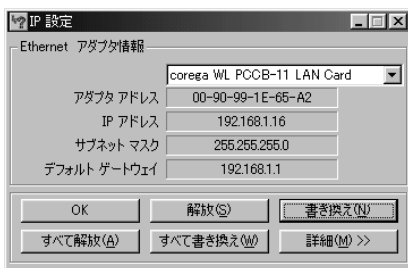 IP 設定
Ethernet アダプタ情報
corega WL PCCB-11 LAN Card
アダプタ アドレス 00-90-99-1E-65-A2
IP アドレス 192.168.1.16
サブネット マスク 255.255.255.0
デフォルト ゲートウェイ 192.168.1.1
OK 解放(S) 書き換え(N)
すべて解放(A) すべて書き換え(W) 詳細(M) >>